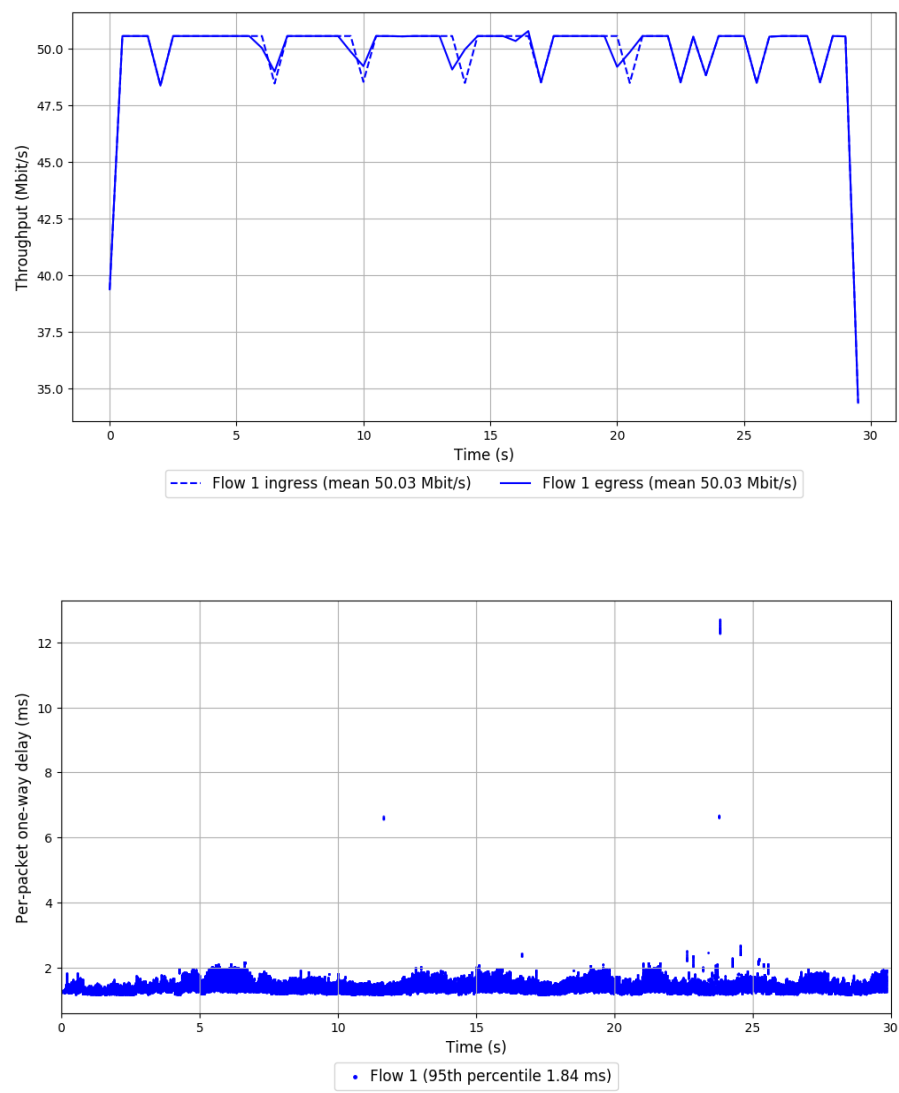 50.0
47.5
45.0
42.5
40.0
37.5
35.0
Throughput (Mbit/s)
0 5 10 15 20 25 30
Time (s)
Flow 1 ingress (mean 50.03 Mbit/s) Flow 1 egress (mean 50.03 Mbit/s)
12
10
8
6
4
2
Per-packet one-way delay (ms)
0 5 10 15 20 25 30
Time (s)
Flow 1 (95th percentile 1.84 ms)